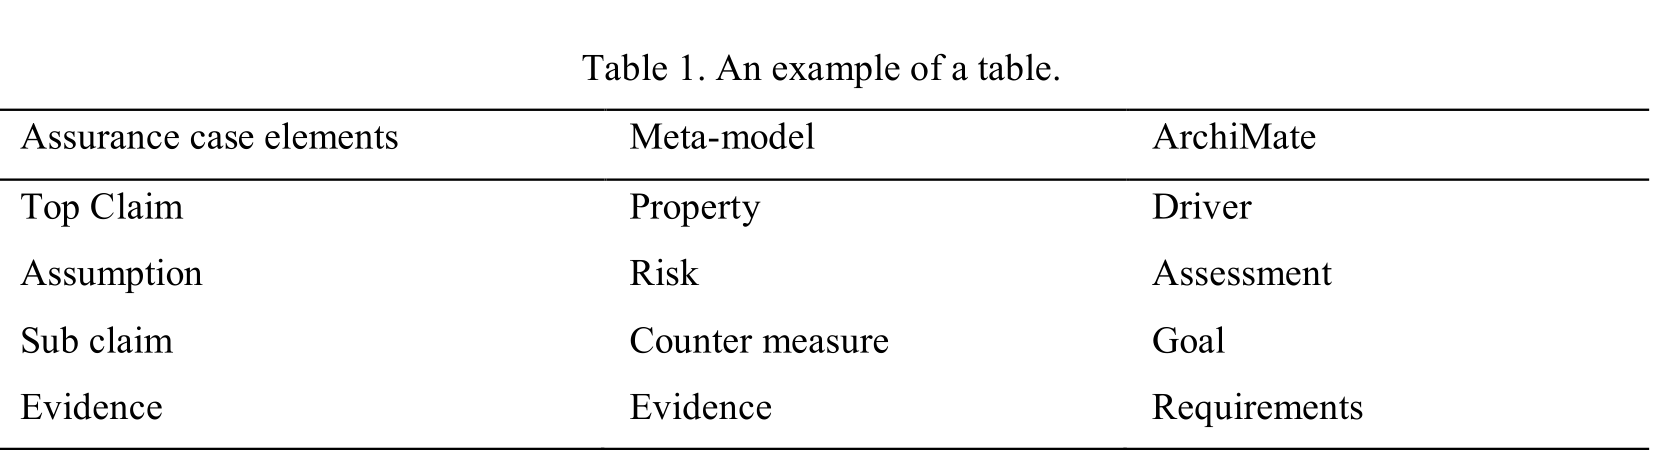 Table 1. An example of a table.
Assurance case elements Meta-model ArchiMate
Top Claim Property Driver
Assumption Risk Assessment
Sub claim Counter measure Goal
Evidence Evidence Requirements